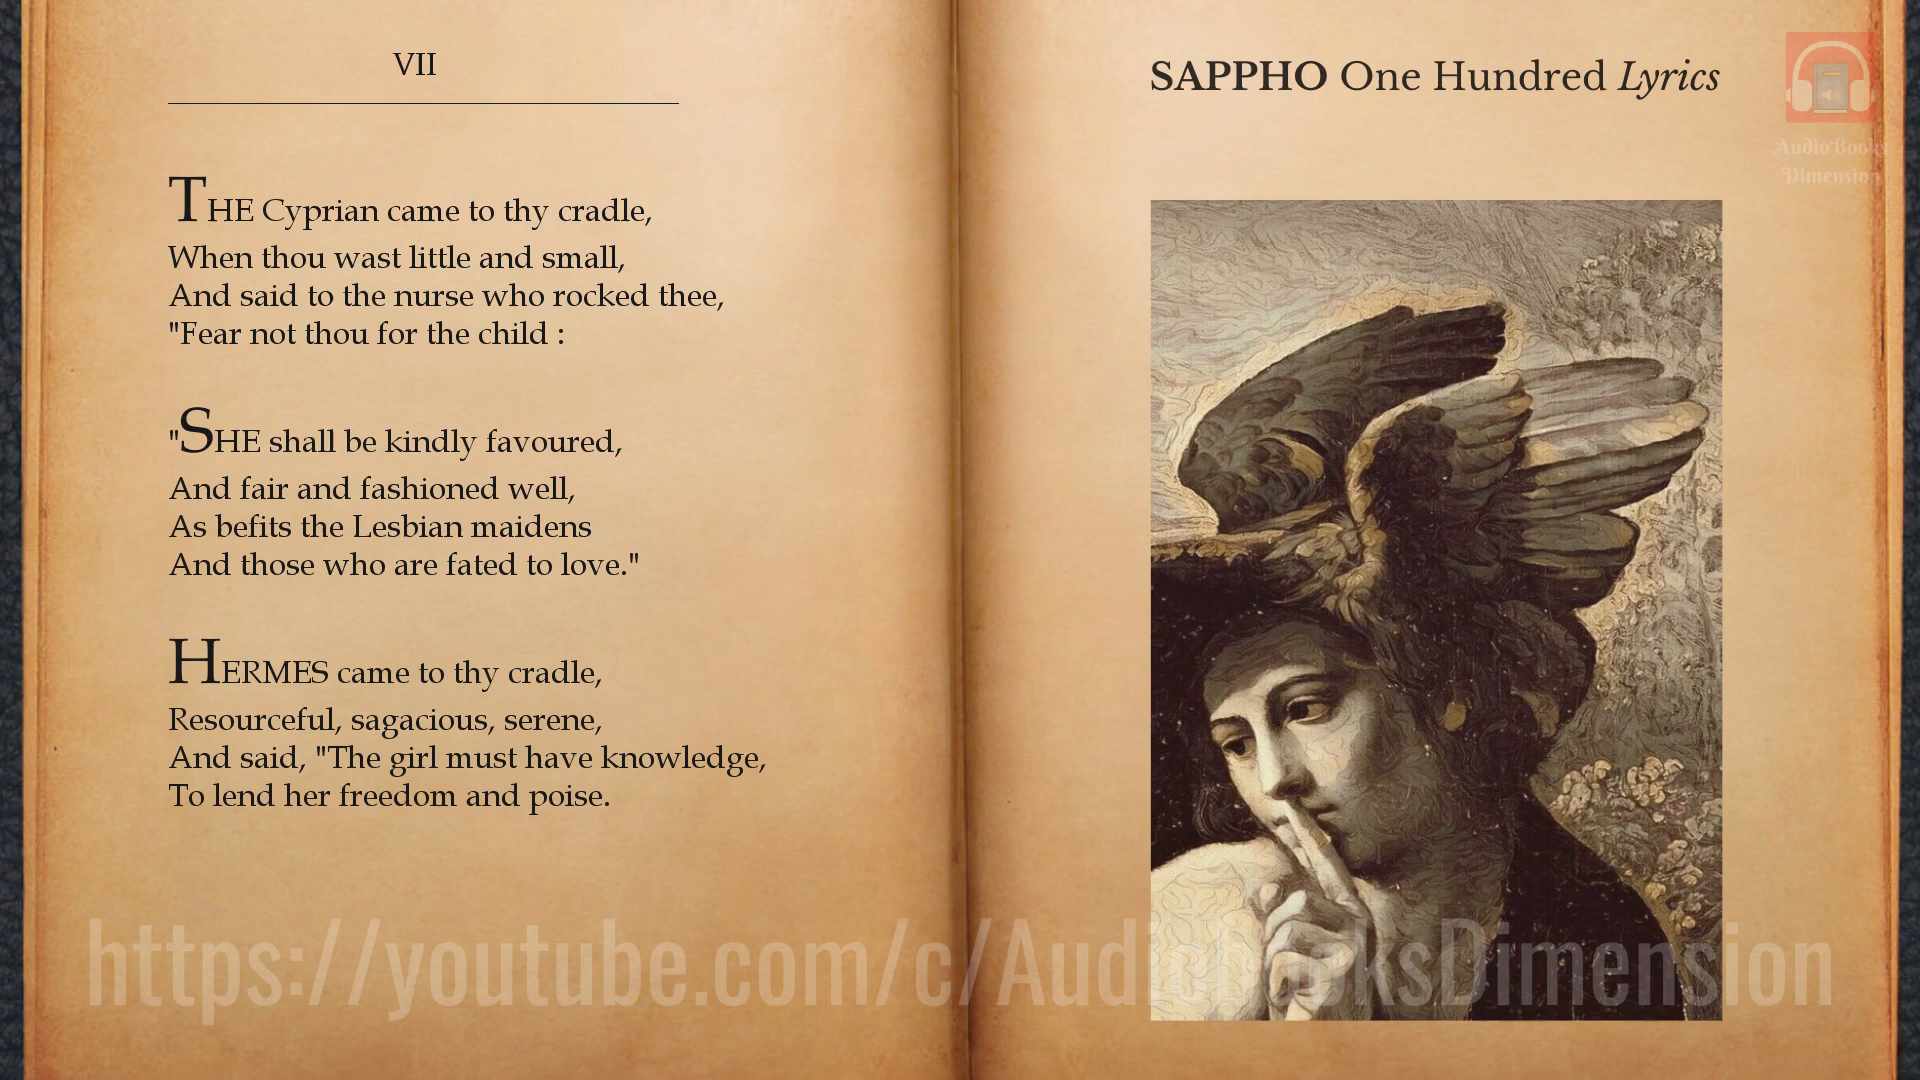 VII
THE Cyprian came to thy cradle,
When thou wast little and small,
And said to the nurse who rocked thee,
"Fear not thou for the child :
"SHE shall be kindly favoured,
And fair and fashioned well,
As befits the Lesbian maidens
And those who are fated to love."
HERMES came to thy cradle,
Resourceful, sagacious, serene,
And said, "The girl must have knowledge,
To lend her freedom and poise.
SAPPHO One Hundred Lyrics
AudioBooks
Dimension
https://youtube.com/c/AudiobooksDimension